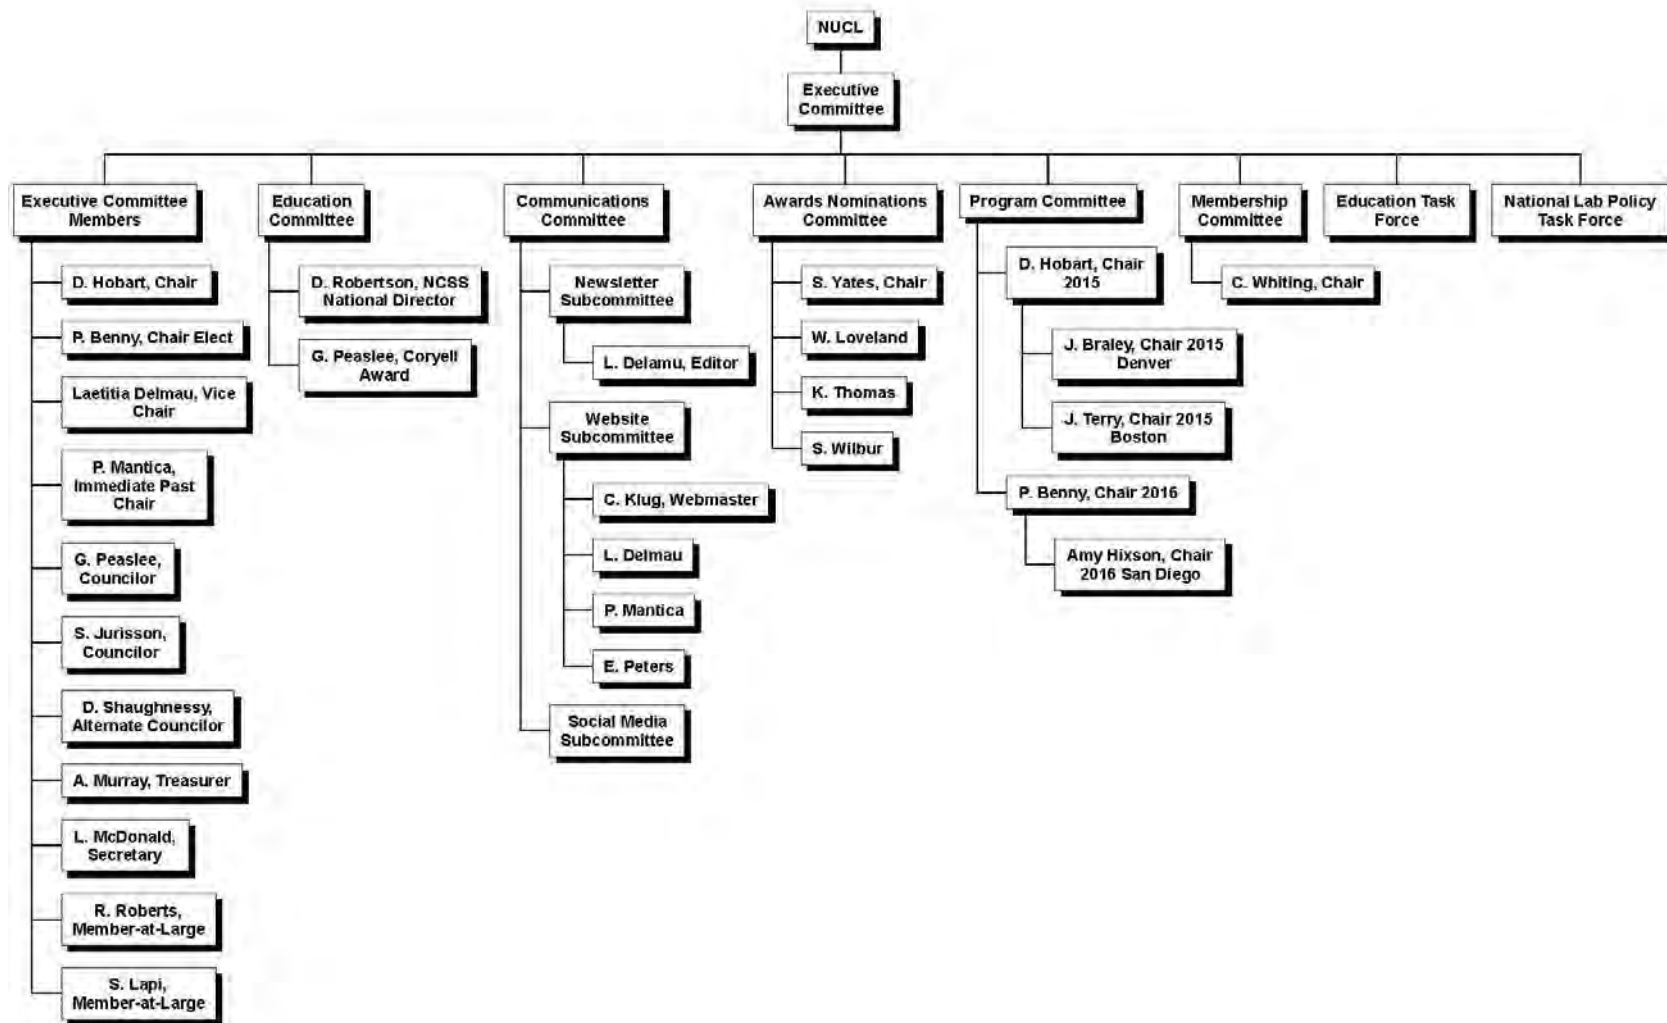 NUCL
Executive
Committee
Executive Committee
Members
D. Hobart, Chair
P. Benny, Chair Elect
Laetitia Delmau, Vice
Chair
P. Mantica,
Immediate Past
Chair
G. Peaslee,
Councilor
S. Jurisson,
Councilor
D. Shaughnessy,
Alternate Councilor
A. Murray, Treasurer
L. McDonald,
Secretary
R. Roberts,
Member-at-Large
S. Lapi,
Member-at-Large
Education
Committee
D. Robertson, NCSS
National Director
G. Peaslee, Coryell
Award
Communications
Committee
Newsletter
Subcommittee
L. Delamu, Editor
Website
Subcommittee
C. Klug, Webmaster
L. Delmau
P. Mantica
E. Peters
Social Media
Subcommittee
Awards Nominations
Committee
S. Yates, Chair
W. Loveland
K. Thomas
S. Wilbur
Program Committee
D. Hobart, Chair
2015
J. Braley, Chair 2015
Denver
J. Terry, Chair 2015
Boston
P. Benny, Chair 2016
Amy Hixson, Chair
2016 San Diego
Membership
Committee
C. Whiting, Chair
Education Task
Force
National Lab Policy
Task Force